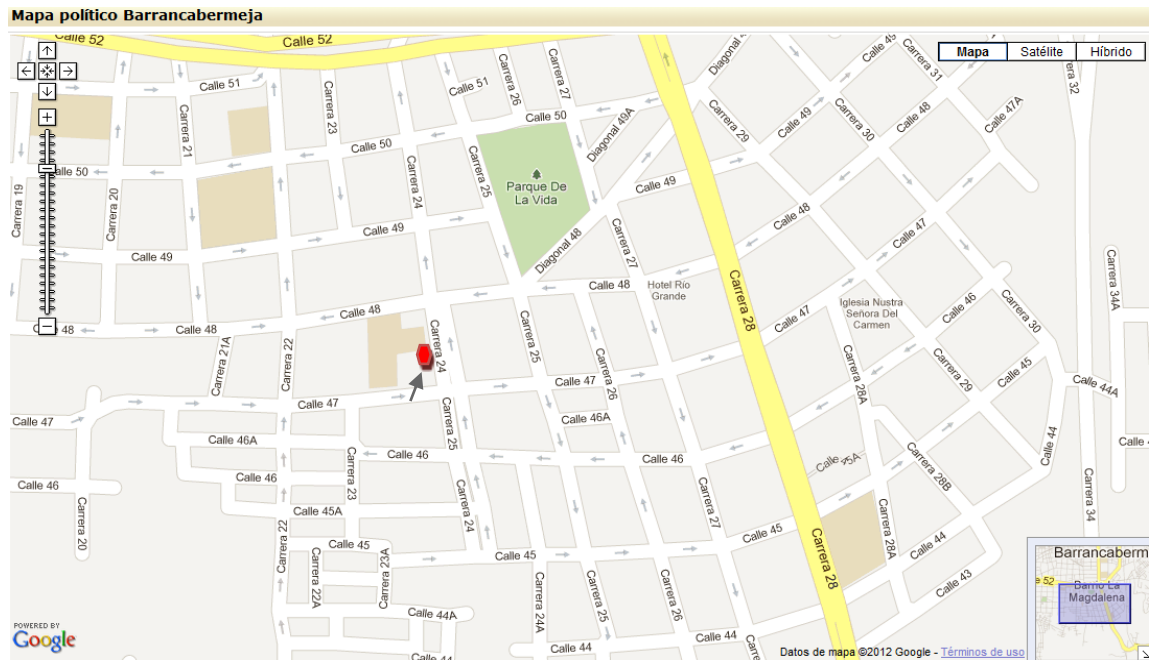 Mapa político Barrancabermeja
Calle 52
Calle 52
Mapa
Satélite
Híbrido
Calle 51
Calle 51
Carrera 26
Carrera 27
Diagonal 4
Calle 49
Carrera 31
Carrera 32
Carrera 21
Carrera 23
Calle 50
Calle 50
Diagonal 49A
Carrera 29
Calle 49
Carrera 30
Calle 48
Calle 47A
Calle 50
Carrera 19
Carrera 20
Carrera 24
Carrera 25
Parque De
La Vida
Calle 49
Calle 49
Calle 49
Diagonal 48
Carrera 27
Calle 48
Calle 47
Carrera 34A
Calle 48
Hotel Río
Grande
Carrera 28
Iglesia Nustra
Señora Del
Carmen
Calle 46
Carrera 30
48
Calle 48
Calle 48
Carrera 21A
Carrera 22
Carrera 24
Carrera 25
Calle 47
Carrera 29
Calle 45
Calle 44A
Calle 47
Carrera 26
Carrera 28A
Calle 47
Calle 47
Calle 46A
Carrera 25
Calle 46A
Calle 46
Calle 46
Calle 45A
Carrera 28B
Calle 44
Calle
Calle 46
Calle 46
Carrera 23
Carrera 24
Carrera 27
Carrera 34
Carrera 20
Calle 45A
Carrera 22
Calle 45
Carrera 23A
Calle 45
Calle 45
Carrera 28
Carrera 28A
Calle 44
Calle 43
Carrera 22A
Carrera 24A
Carrera 26
Calle 44A
Calle 44
Barrancaberm
e 52
Barrio La
Magdalena
POWERED BY
Google
Datos de mapa ©2012 Google - Términos de uso